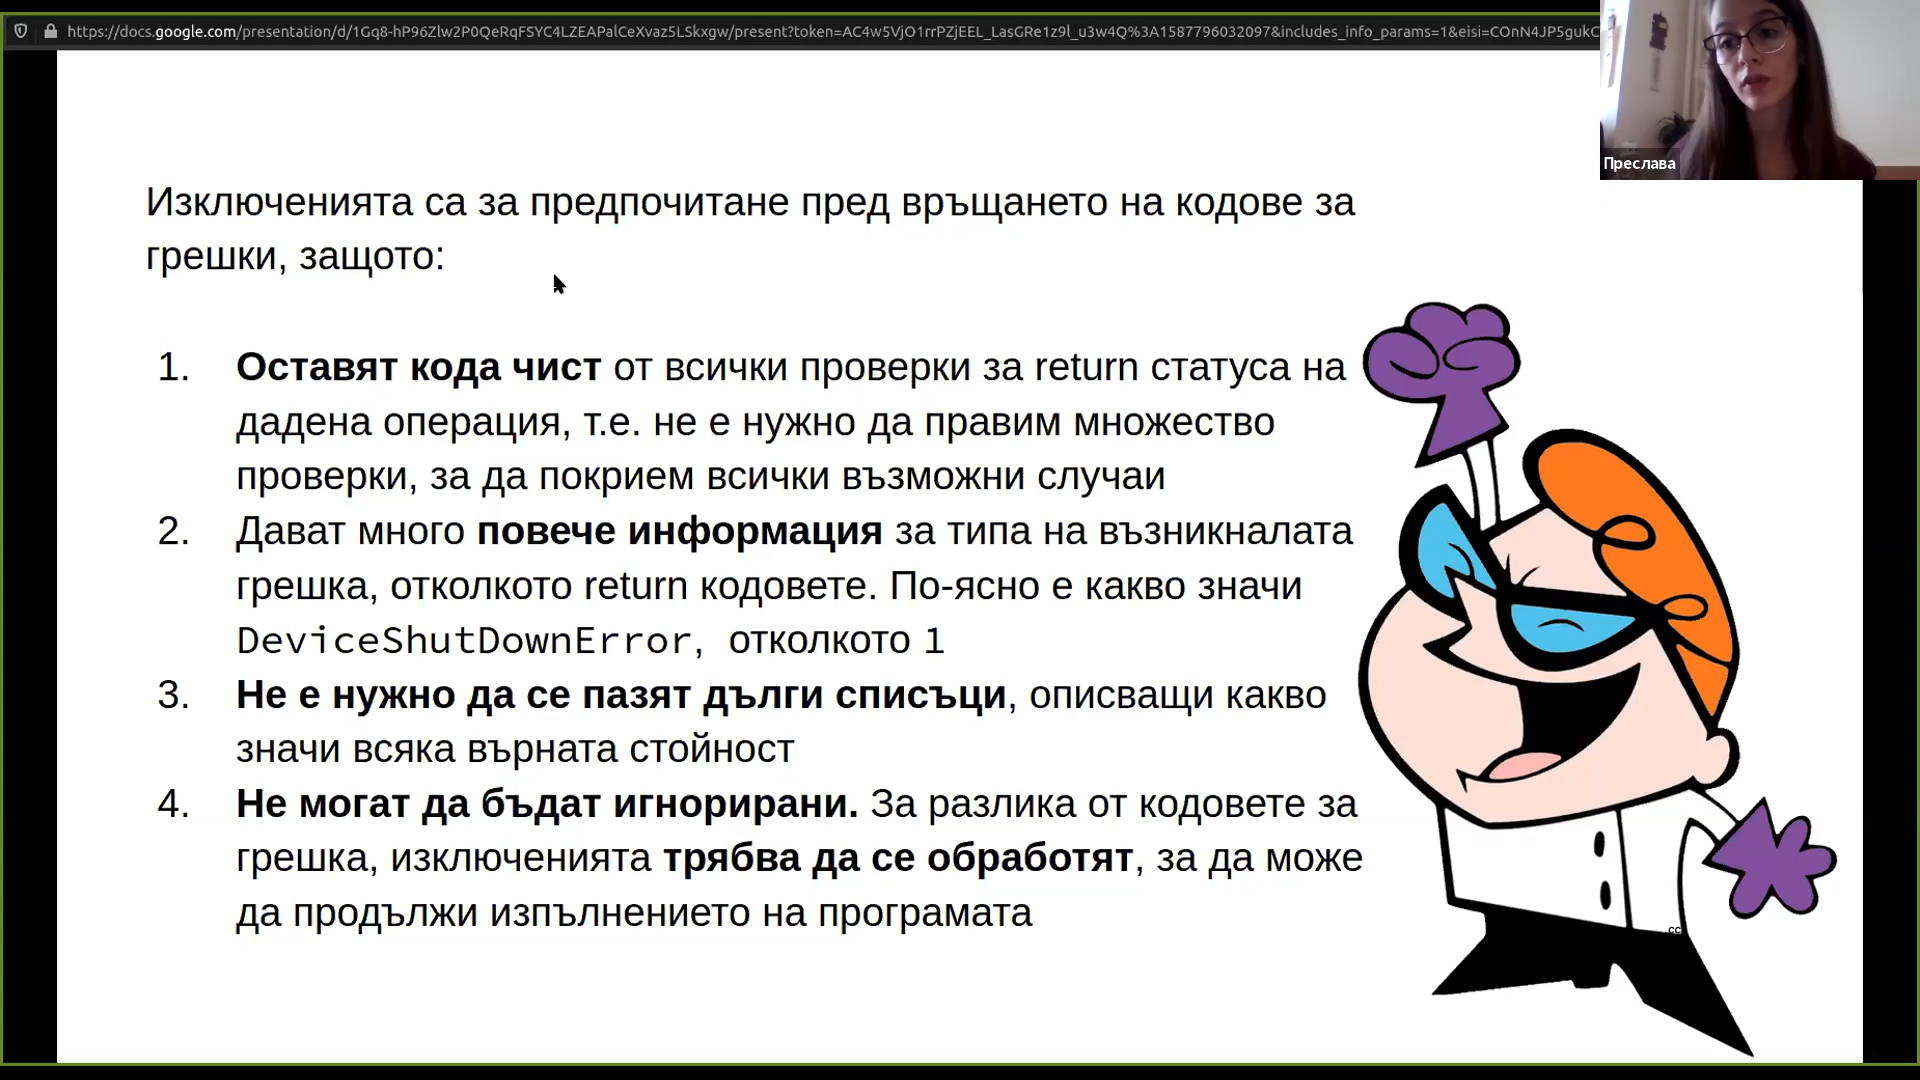 https://docs.google.com/presentation/d/1Gq8-hP96Zlw2P0QeRqFSYC4LZEAPalCeXvaz5LSkxgw/present?token=AC4w5VjO1rrPZjEEL_LasGRe1z9l_u3w4Q%3A1587796032097&includes_info_params=1&eisi=COnN4JP5gukC
Преслава
Изключенията са за предпочитане пред връщането на кодове за
грешки, защото:
1. Оставят кода чист от всички проверки за return статуса на
дадена операция, т.е. не е нужно да правим множество
проверки, за да покрием всички възможни случаи
2. Дават много повече информация за типа на възникналата
грешка, отколкото return кодовете. По-ясно е какво значи
DeviceShutDownError, отколкото 1
3. Не е нужно да се пазят дълги списъци, описващи какво
значи всяка върната стойност
4. Не могат да бъдат игнорирани. За разлика от кодовете за
грешка, изключенията трябва да се обработят, за да може
да продължи изпълнението на програмата
cc